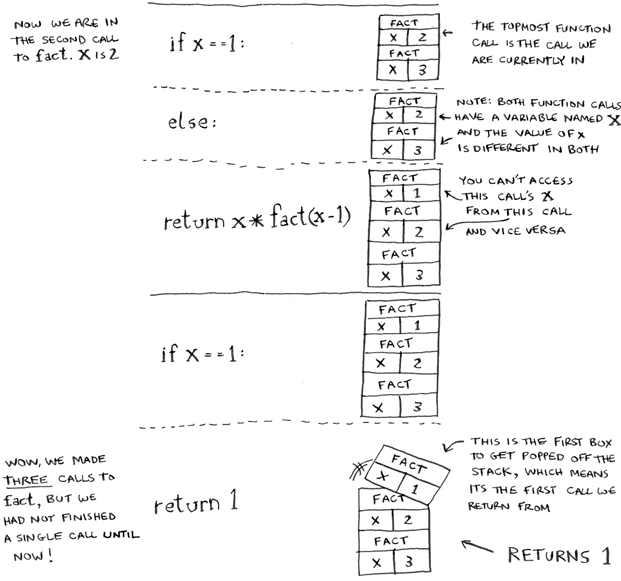 NOW WE ARE IN
THE SECOND CALL
TO fact. X IS 2
if x == 1:
FACT
X 2
FACT
X 3
THE TOPMOST FUNCTION
CALL IS THE CALL WE
ARE CURRENTLY IN
else:
FACT
X 2
FACT
X 3
NOTE: BOTH FUNCTION CALLS
HAVE A VARIABLE NAMED X
AND THE VALUE OF X
IS DIFFERENT IN BOTH
return x * fact(x-1)
FACT
X 1
FACT
X 2
FACT
X 3
YOU CAN'T ACCESS
THIS CALL'S X
FROM THIS CALL
AND VICE VERSA
if x == 1:
FACT
X 1
FACT
X 2
FACT
X 3
WOW, WE MADE
THREE CALLS TO
fact, BUT WE
HAD NOT FINISHED
A SINGLE CALL UNTIL
NOW!
return 1
FACT
X 1
FACT
X 2
FACT
X 3
THIS IS THE FIRST BOX
TO GET POPPED OFF THE
STACK, WHICH MEANS
ITS THE FIRST CALL WE
RETURN FROM
RETURNS 1